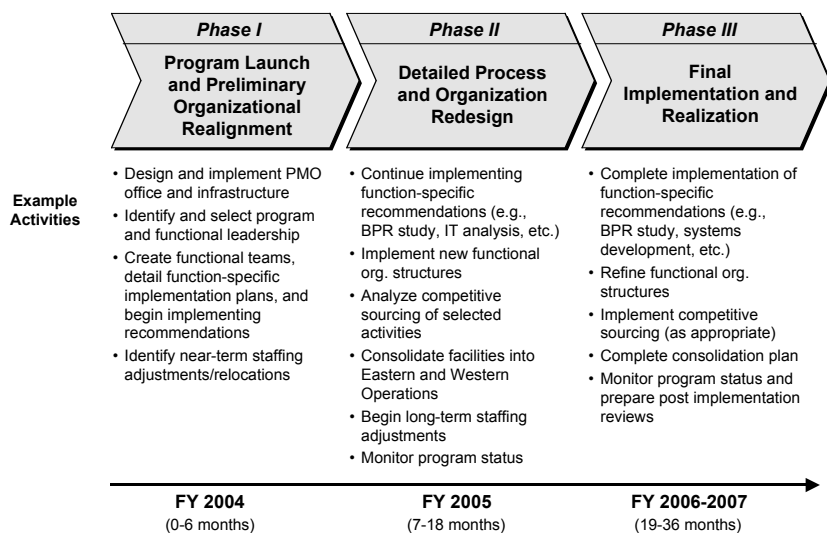 Phase I
Program Launch
and Preliminary
Organizational
Realignment
Phase II
Detailed Process
and Organization
Redesign
Phase III
Final
Implementation and
Realization
Example
Activities
• Design and implement PMO
office and infrastructure
• Identify and select program
and functional leadership
• Create functional teams,
detail function-specific
implementation plans, and
begin implementing
recommendations
• Identify near-term staffing
adjustments/relocations
• Continue implementing
function-specific
recommendations (e.g.,
BPR study, IT analysis, etc.)
• Implement new functional
org. structures
• Analyze competitive
sourcing of selected
activities
• Consolidate facilities into
Eastern and Western
Operations
• Begin long-term staffing
adjustments
• Monitor program status
• Complete implementation of
function-specific
recommendations (e.g.,
BPR study, systems
development, etc.)
• Refine functional org.
structures
• Implement competitive
sourcing (as appropriate)
• Complete consolidation plan
• Monitor program status and
prepare post implementation
reviews
FY 2004
(0-6 months)
FY 2005
(7-18 months)
FY 2006-2007
(19-36 months)